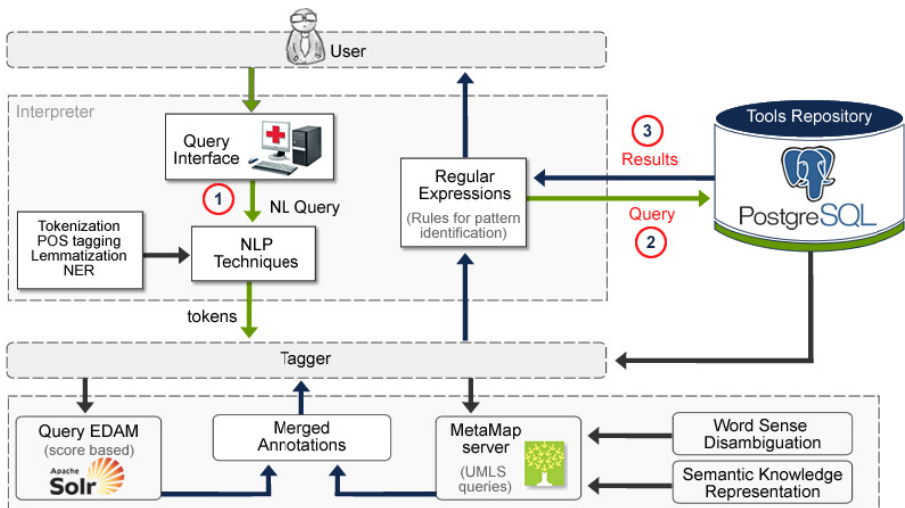 User
Interpreter
Query
Interface
1
NL Query
Tokenization
POS tagging
Lemmatization
NER
NLP
Techniques
tokens
Regular
Expressions
(Rules for pattern
identification)
3
Results
Query
2
Tools Repository
PostgreSQL
Tagger
Query EDAM
(score based)
Apache
Solr
Merged
Annotations
MetaMap
server
(UMLS
queries)
Word Sense
Disambiguation
Semantic Knowledge
Representation